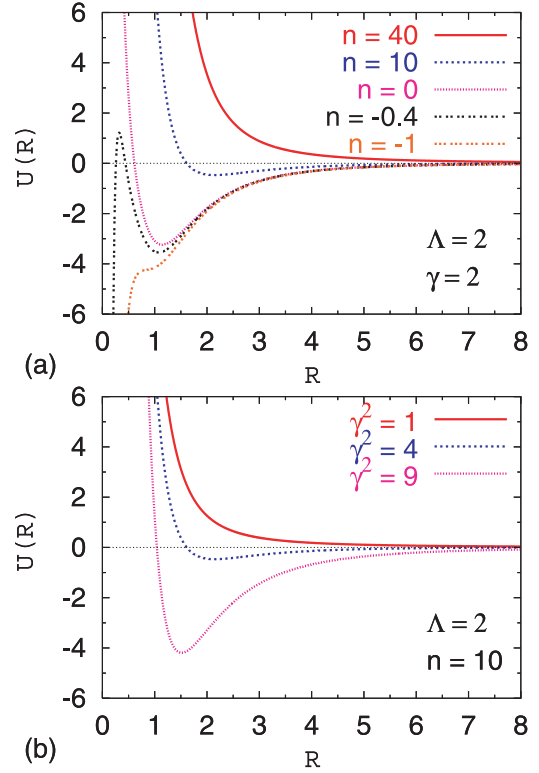 6
4
2
0
-2
-4
-6
U(R)
n = 40
n = 10
n = 0
n = -0.4
n = -1
Λ = 2
γ = 2
0 1 2 3 4 5 6 7 8
(a)
R
6
4
2
0
-2
-4
-6
U(R)
γ² = 1
γ² = 4
γ² = 9
Λ = 2
n = 10
0 1 2 3 4 5 6 7 8
(b)
R